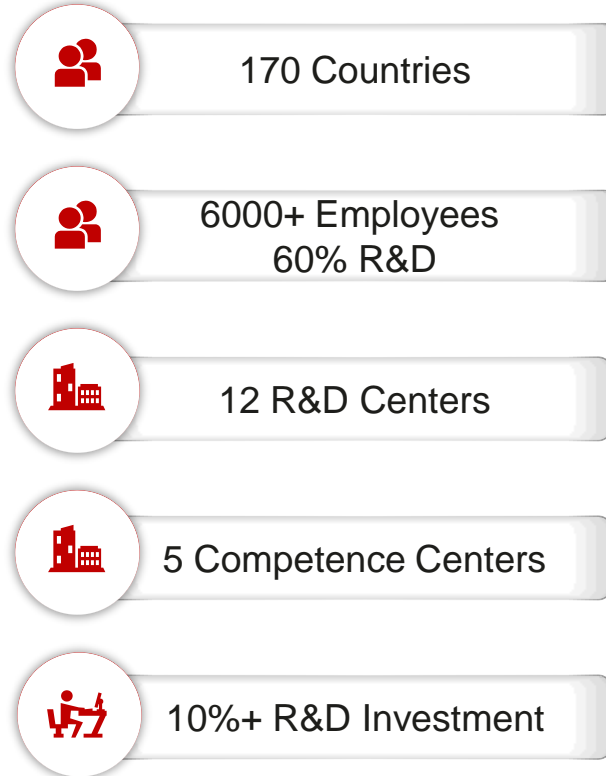 170 Countries
6000+ Employees
60% R&D
12 R&D Centers
5 Competence Centers
10%+ R&D Investment